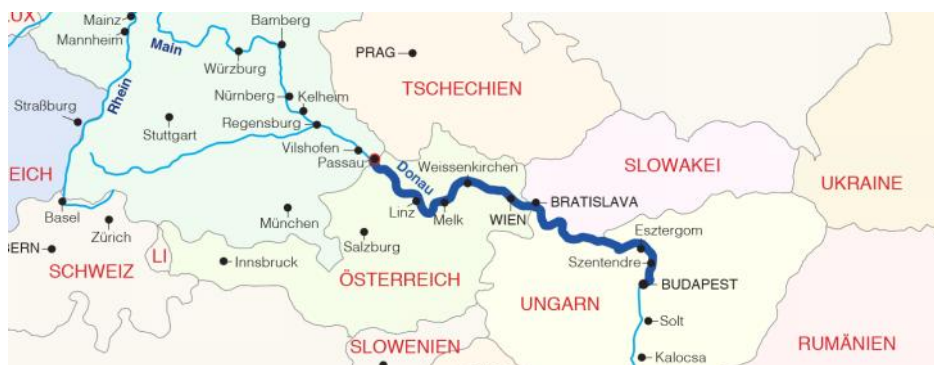 LUX
Mainz
Mannheim
Main
Bamberg
Würzburg
PRAG
TSCHECHIEN
Rhein
Straßburg
Stuttgart
Nürnberg
Kelheim
Regensburg
Vilshofen
Passau
Donau
Weissenkirchen
SLOWAKEI
UKRAINE
EICH
Basel
Zürich
München
Linz
Melk
WIEN
BRATISLAVA
Esztergom
BERN
SCHWEIZ
LI
Innsbruck
Salzburg
ÖSTERREICH
Szentendre
BUDAPEST
UNGARN
Solt
SLOWENIEN
Kalocsa
RUMÄNIEN